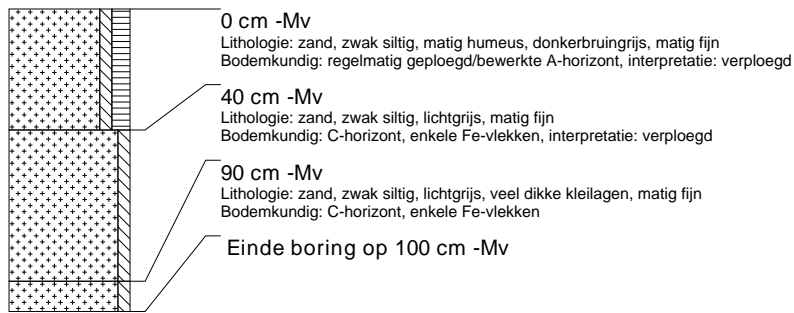 0 cm -Mv
Lithologie: zand, zwak siltig, matig humeus, donkerbruingrijs, matig fijn
Bodemkundig: regelmatig geploegd/bewerkte A-horizont, interpretatie: verploegd
40 cm -Mv
Lithologie: zand, zwak siltig, lichtgrijs, matig fijn
Bodemkundig: C-horizont, enkele Fe-vlekken, interpretatie: verploegd
90 cm -Mv
Lithologie: zand, zwak siltig, lichtgrijs, veel dikke kleilagen, matig fijn
Bodemkundig: C-horizont, enkele Fe-vlekken
Einde boring op 100 cm -Mv